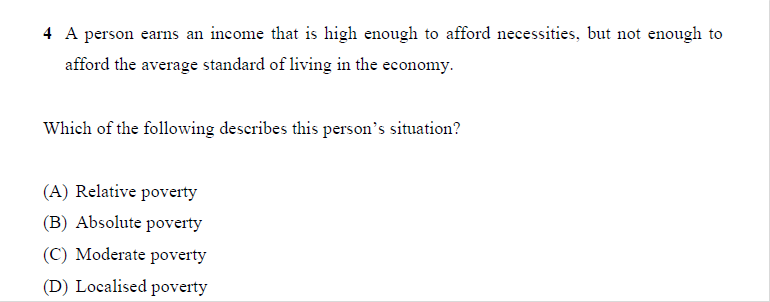 4 A person earns an income that is high enough to afford necessities, but not enough to
afford the average standard of living in the economy.
Which of the following describes this person's situation?
(A) Relative poverty
(B) Absolute poverty
(C) Moderate poverty
(D) Localised poverty